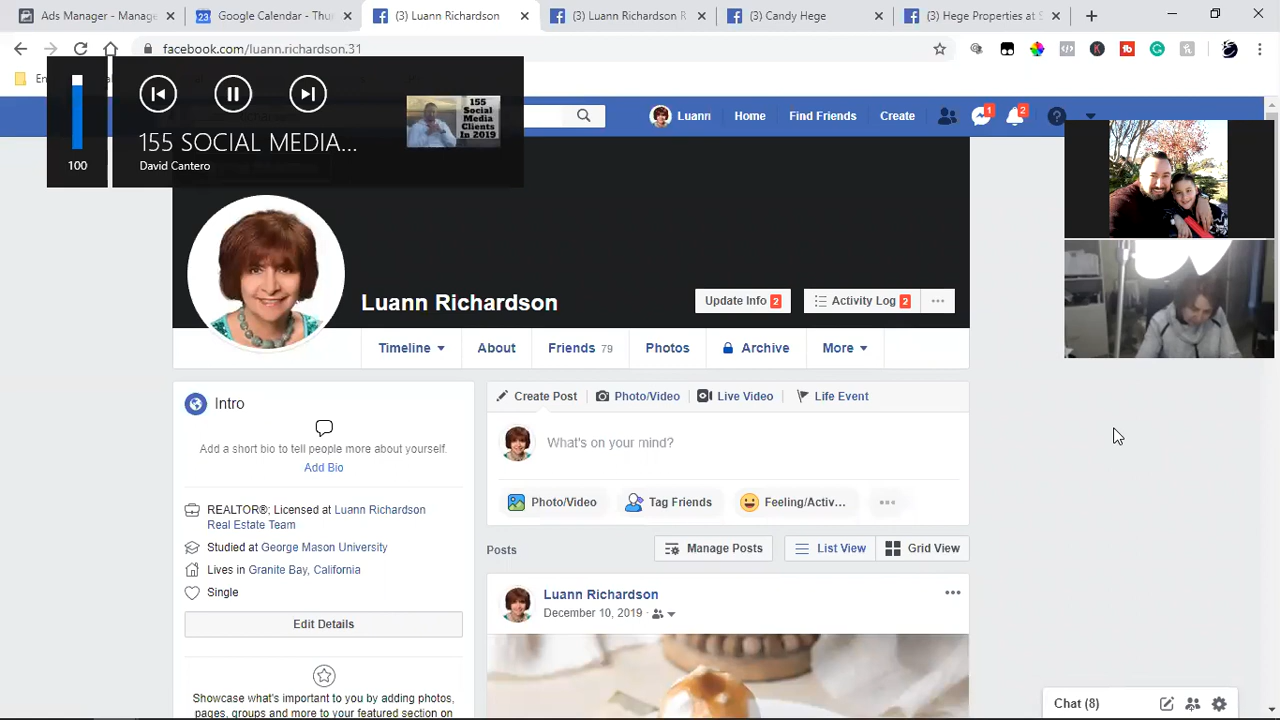 Ads Manager - Manage
Google Calendar - Thu
(3) Luann Richardson
(3) Luann Richardson R
(3) Candy Hege
(3) Hege Properties at S
facebook.com/luann.richardson.31
155 SOCIAL MEDIA...
David Cantero
100
155
Social
Media
Clients
In 2019
Luann
Home
Find Friends
Create
1
2
Luann Richardson
Update Info 2
Activity Log 2
Timeline
About
Friends 79
Photos
Archive
More
Intro
Add a short bio to tell people more about yourself.
Add Bio
REALTOR®; Licensed at Luann Richardson
Real Estate Team
Studied at George Mason University
Lives in Granite Bay, California
Single
Edit Details
Showcase what's important to you by adding photos,
pages, groups and more to your featured section on
Create Post
Photo/Video
Live Video
Life Event
What's on your mind?
Photo/Video
Tag Friends
Feeling/Activ...
Posts
Manage Posts
List View
Grid View
Luann Richardson
December 10, 2019
Chat (8)